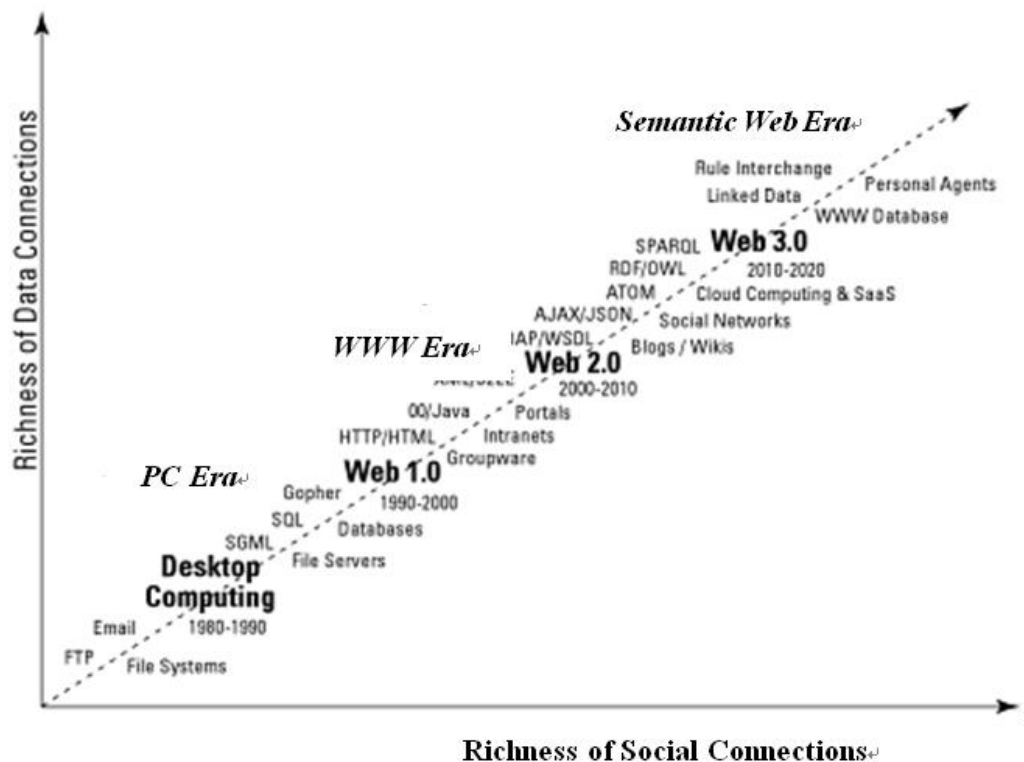 Richness of Data Connections
Semantic Web Era
Rule Interchange
Personal Agents
Linked Data
WWW Database
SPARQL
Web 3.0
RDF/OWL
2010-2020
ATOM
Cloud Computing & SaaS
AJAX/JSON
Social Networks
WWW Era
IAP/WSDL
Blogs / Wikis
Web 2.0
2000-2010
OO/Java
Portals
HTTP/HTML
Intranets
Groupware
Web 1.0
PC Era
Gopher
1990-2000
SQL
Databases
SGML
File Servers
Desktop
Computing
Email
1980-1990
FTP
File Systems
Richness of Social Connections